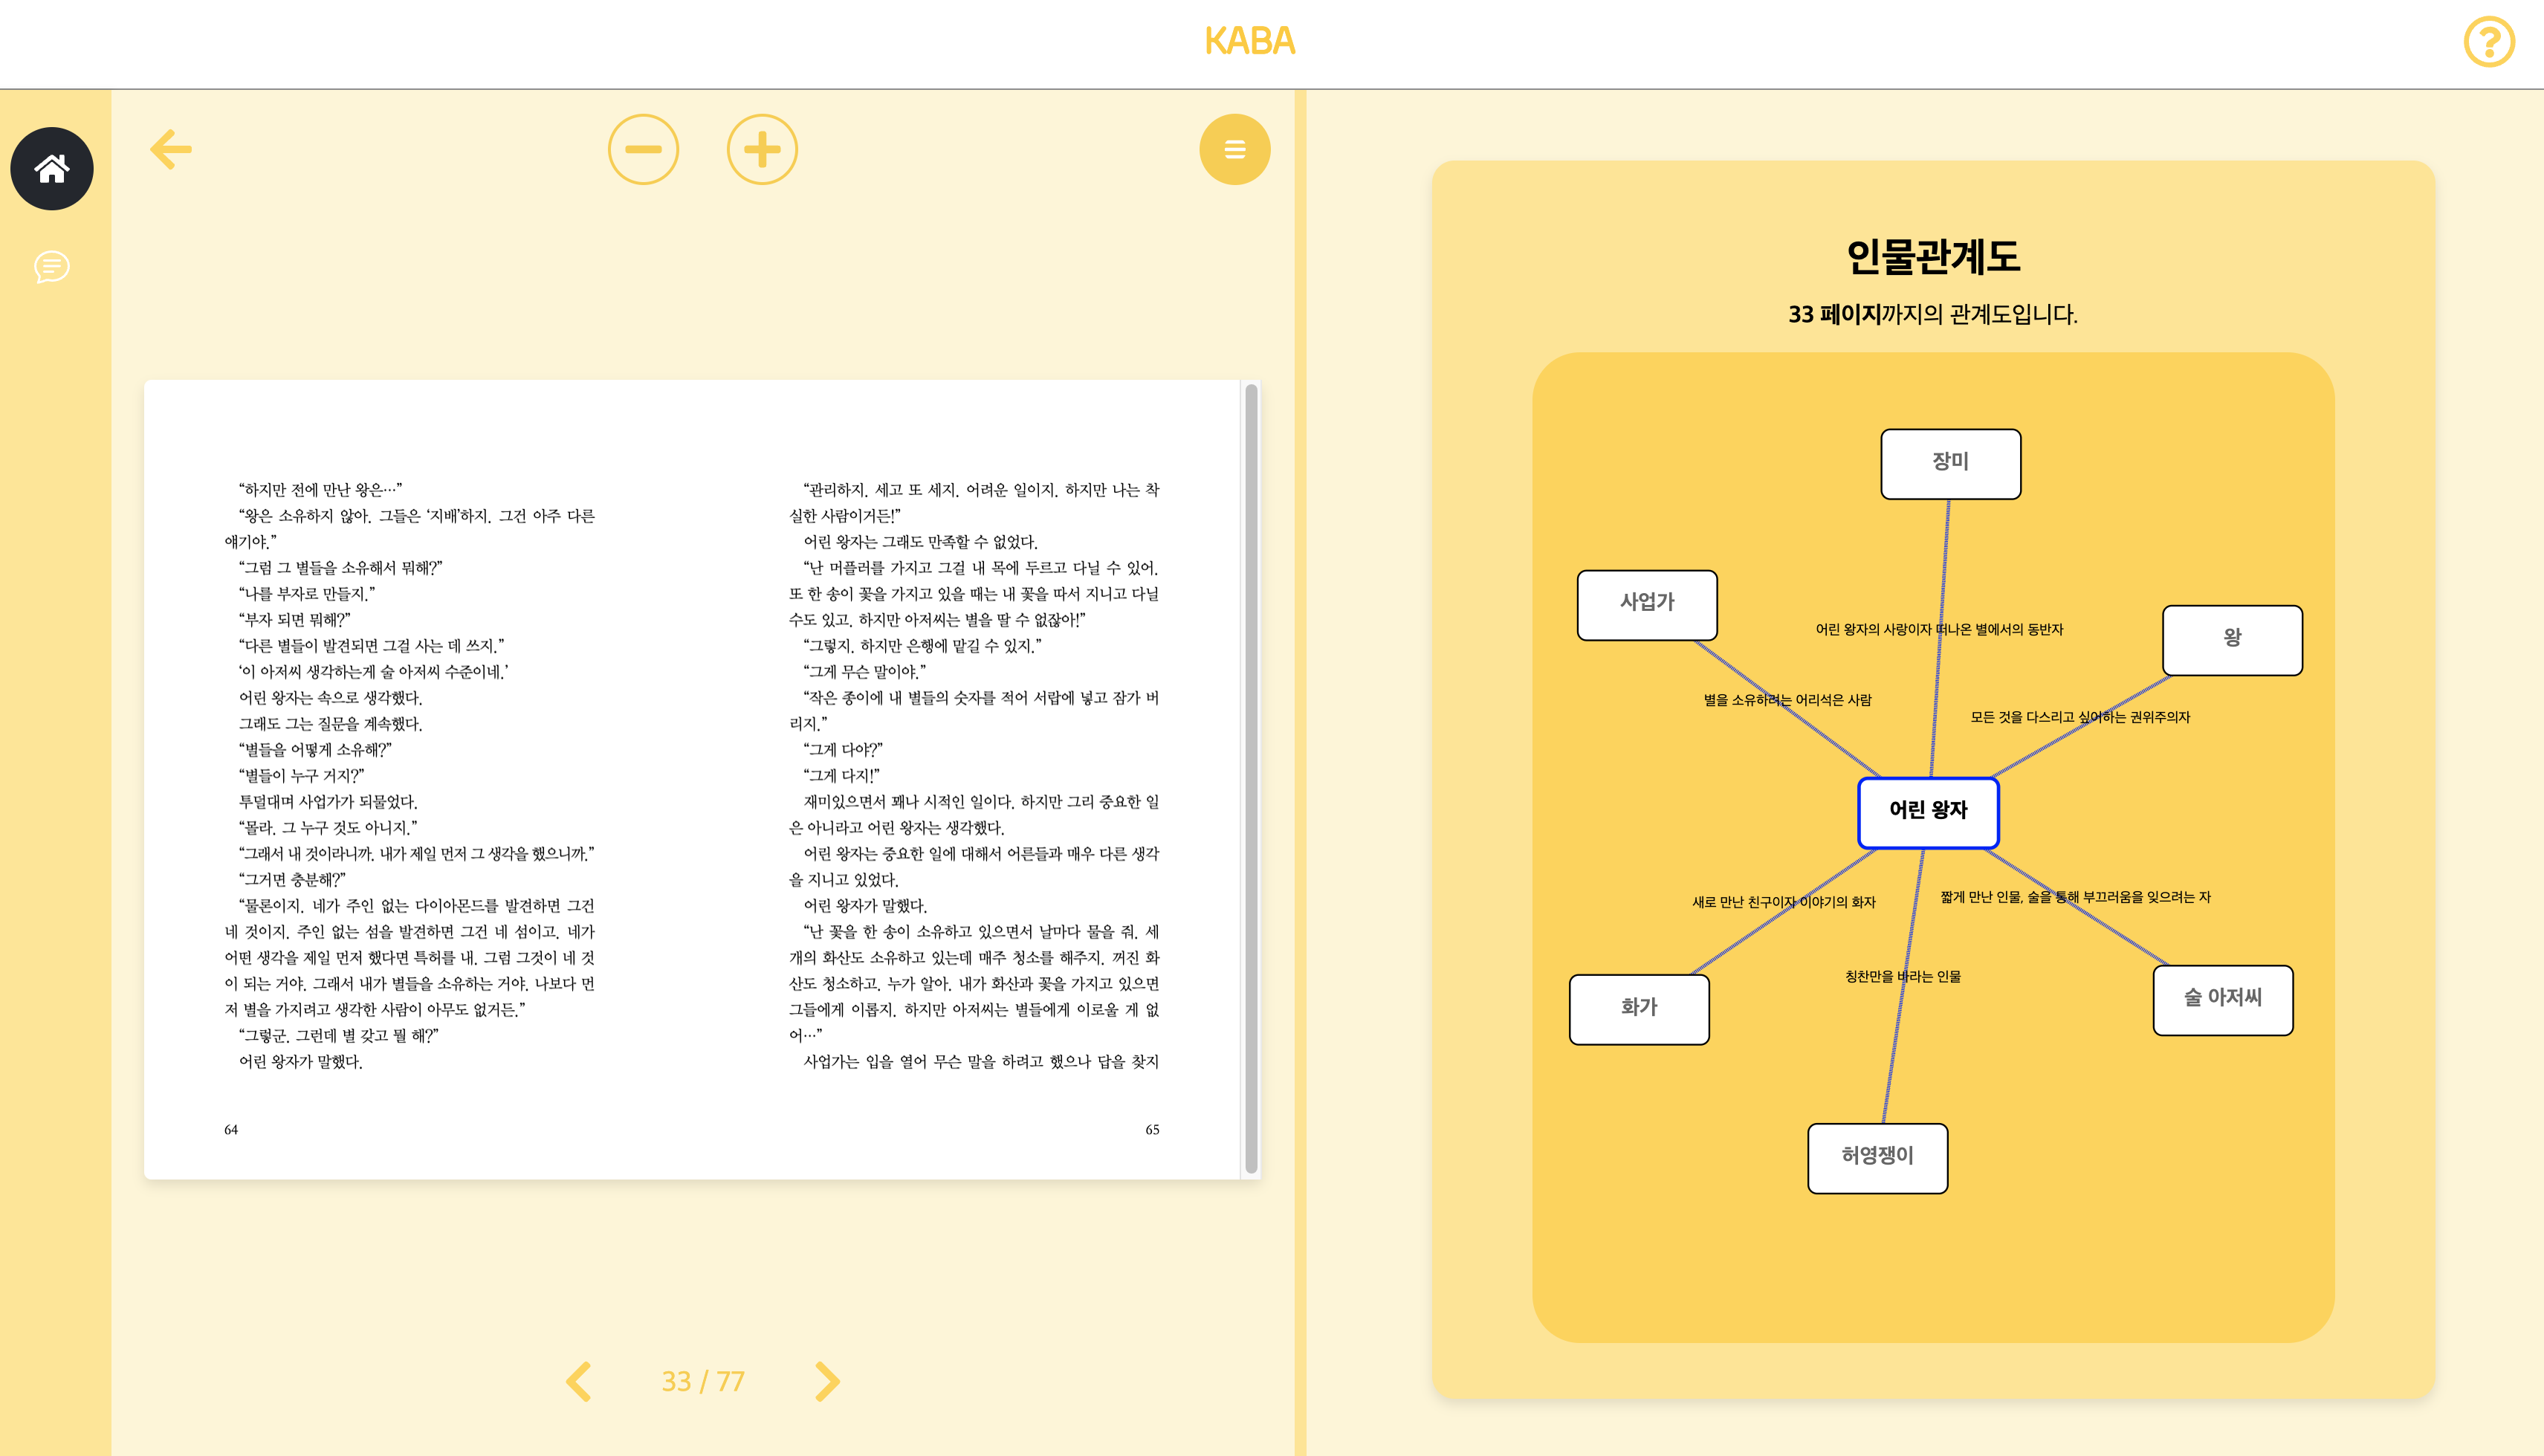 KABA
“하지만 전에 만난 왕은…”
“왕은 소유하지 않아. 그들은 ‘지배’하지. 그건 아주 다른
얘기야.”
“그럼 그 별들을 소유해서 뭐해?”
“나를 부자로 만들지.”
“부자 되면 뭐해?”
“다른 별들이 발견되면 그걸 사는 데 쓰지.”
‘이 아저씨 생각하는게 술 아저씨 수준이네.’
어린 왕자는 속으로 생각했다.
그래도 그는 질문을 계속했다.
“별들을 어떻게 소유해?”
“별들이 누구 거지?”
투덜대며 사업가가 되물었다.
“몰라. 그 누구 것도 아니지.”
“그래서 내 것이라니까. 내가 제일 먼저 그 생각을 했으니까.”
“그거면 충분해?”
“물론이지. 네가 주인 없는 다이아몬드를 발견하면 그건
네 것이지. 주인 없는 섬을 발견하면 그건 네 섬이고. 네가
어떤 생각을 제일 먼저 했다면 특허를 내. 그럼 그것이 네 것
이 되는 거야. 그래서 내가 별들을 소유하는 거야. 나보다 먼
저 별을 가지려고 생각한 사람이 아무도 없거든.”
“그렇군. 그런데 별 갖고 뭘 해?”
어린 왕자가 말했다.
64
“관리하지. 세고 또 세지. 어려운 일이지. 하지만 나는 착
실한 사람이거든!”
어린 왕자는 그래도 만족할 수 없었다.
“난 머플러를 가지고 그걸 내 목에 두르고 다닐 수 있어.
또 한 송이 꽃을 가지고 있을 때는 내 꽃을 따서 지니고 다닐
수도 있고. 하지만 아저씨는 별을 딸 수 없잖아!”
“그렇지. 하지만 은행에 맡길 수 있지.”
“그게 무슨 말이야.”
“작은 종이에 내 별들의 숫자를 적어 서랍에 넣고 잠가 버
리지.”
“그게 다야?”
“그게 다지!”
재미있으면서 꽤나 시적인 일이다. 하지만 그리 중요한 일
은 아니라고 어린 왕자는 생각했다.
어린 왕자는 중요한 일에 대해서 어른들과 매우 다른 생각
을 지니고 있었다.
어린 왕자가 말했다.
“난 꽃을 한 송이 소유하고 있으면서 날마다 물을 줘. 세
개의 화산도 소유하고 있는데 매주 청소를 해주지. 꺼진 화
산도 청소하고. 누가 알아. 내가 화산과 꽃을 가지고 있으면
그들에게 이롭지. 하지만 아저씨는 별들에게 이로울 게 없
어…”
사업가는 입을 열어 무슨 말을 하려고 했으나 답을 찾지
65
33 / 77
인물관계도
33 페이지까지의 관계도입니다.
장미
사업가
왕
어린 왕자의 사랑이자 떠나온 별에서의 동반자
별을 소유하려는 어리석은 사람
모든 것을 다스리고 싶어하는 권위주의자
어린 왕자
새로 만난 친구이자 이야기의 화자
짧게 만난 인물, 술을 통해 부끄러움을 잊으려는 자
칭찬만을 바라는 인물
화가
술 아저씨
허영쟁이